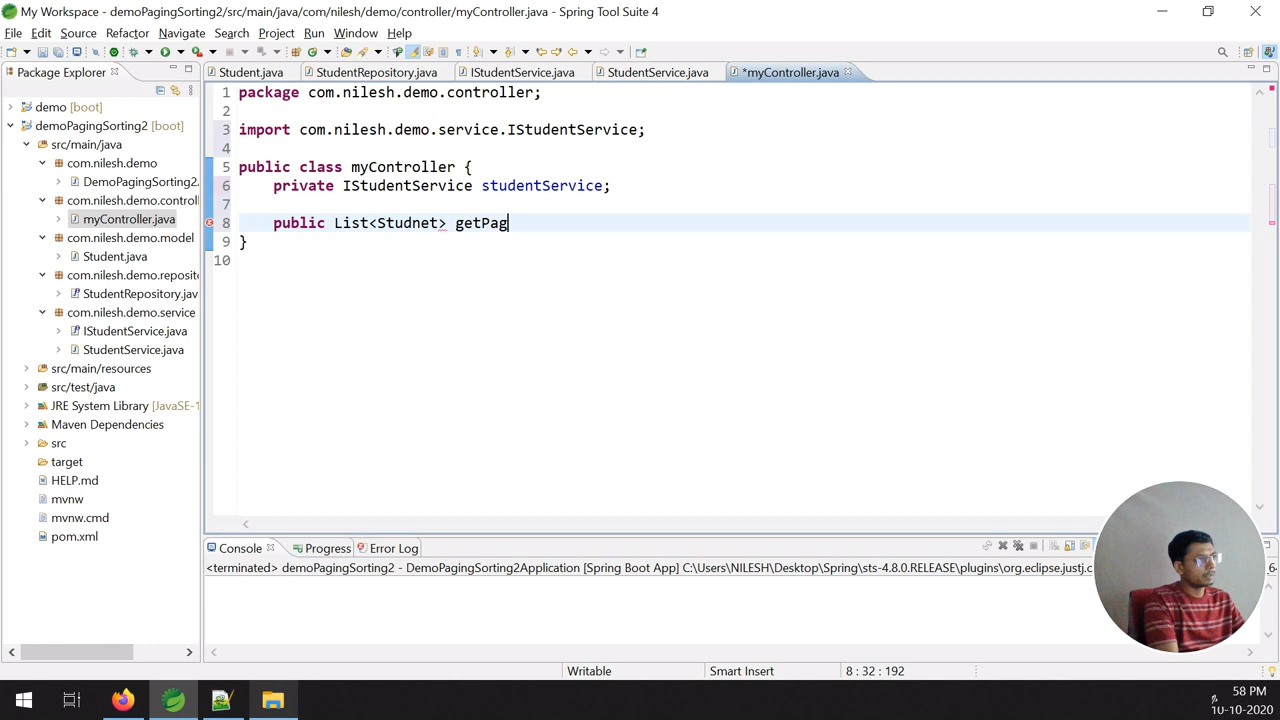 My Workspace - demoPagingSorting2/src/main/java/com/nilesh/demo/controller/myController.java - Spring Tool Suite 4
File Edit Source Refactor Navigate Search Project Run Window Help
Package Explorer
Student.java StudentRepository.java IStudentService.java StudentService.java *myController.java
demo [boot]
demoPagingSorting2 [boot]
src/main/java
com.nilesh.demo
DemoPagingSorting2.
com.nilesh.demo.control
myController.java
com.nilesh.demo.model
Student.java
com.nilesh.demo.reposite
StudentRepository.jav
com.nilesh.demo.service
IStudentService.java
StudentService.java
src/main/resources
src/test/java
JRE System Library [JavaSE-1
Maven Dependencies
src
target
HELP.md
mvnw
mvnw.cmd
pom.xml
1 package com.nilesh.demo.controller;
2
3 import com.nilesh.demo.service.IStudentService;
4
5 public class myController {
6 private IStudentService studentService;
7
8 public List<Studnet> getPag
9 }
10
Console Progress Error Log
<terminated> demoPagingSorting2 - DemoPagingSorting2Application [Spring Boot App] C:\Users\NILESH\Desktop\Spring\sts-4.8.0.RELEASE\plugins\org.eclipse.justj.c
Writable Smart Insert 8 : 32 : 192
58 PM
10-10-2020